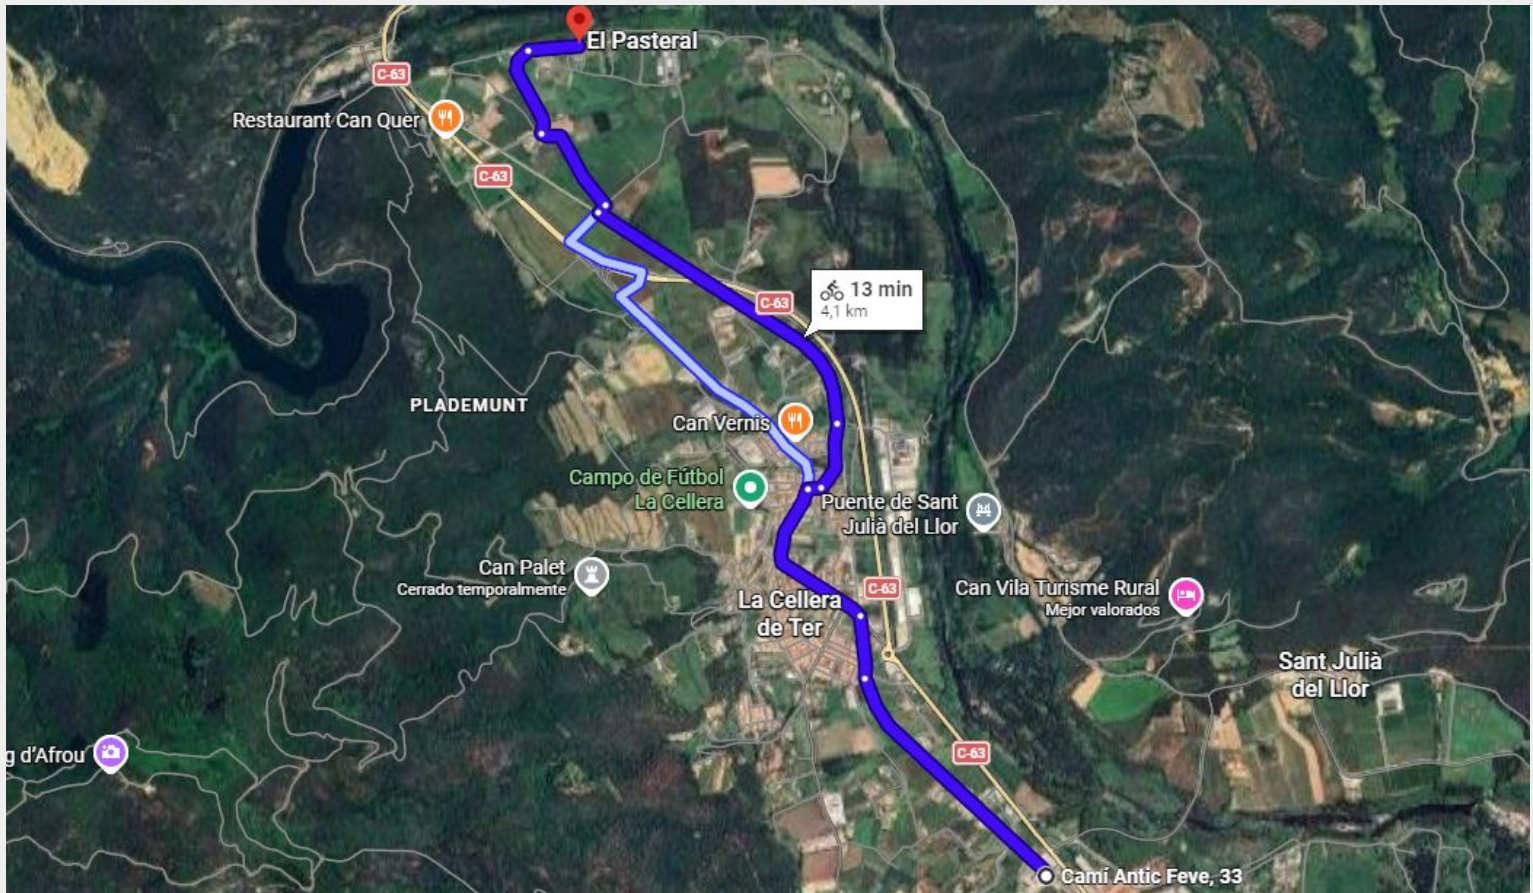 El Pasteral
C-63
Restaurant Can Quer
C-63
13 min
4,1 km
C-63
PLADEMUNT
Can Vernis
Campo de Fútbol
La Cellera
Puente de Sant
Julià del Llor
Can Palet
Cerrado temporalmente
C-63
Can Vila Turisme Rural
Mejor valorados
La Cellera
de Ter
Sant Julià
del Llor
g d'Afrou
C-63
Camí Antic Feve, 33